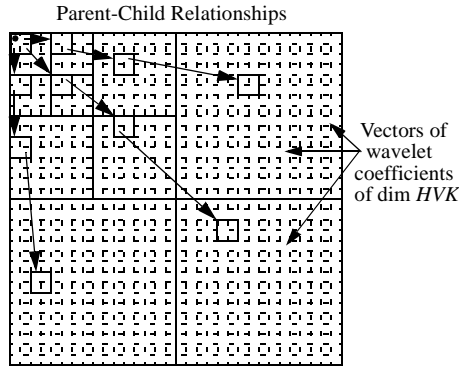 Parent-Child Relationships
Vectors of
wavelet
coefficients
of dim HVK